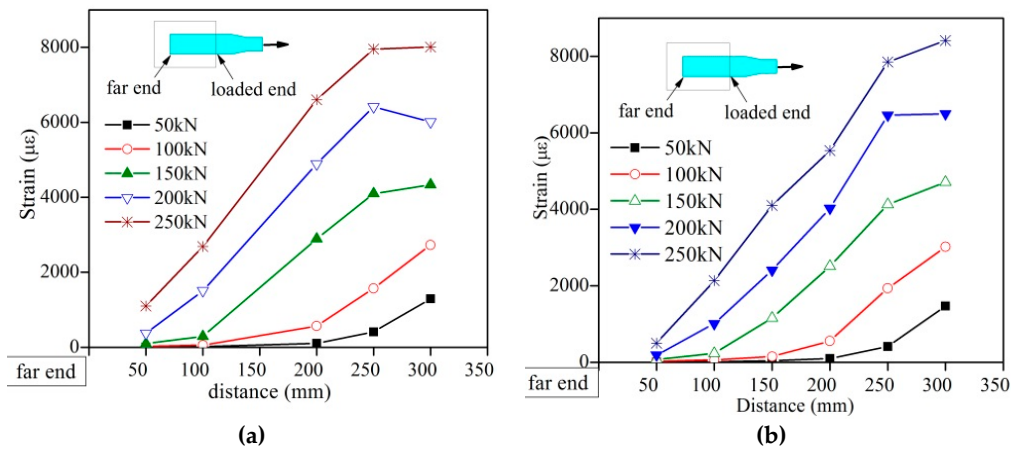 8000
6000
4000
2000
0
Strain (με)
far end
loaded end
50kN
100kN
150kN
200kN
250kN
0
50
100
150
200
250
300
350
far end
distance (mm)
(a)
8000
6000
4000
2000
0
Strain (με)
far end
loaded end
50kN
100kN
150kN
200kN
250kN
0
50
100
150
200
250
300
350
far end
Distance (mm)
(b)